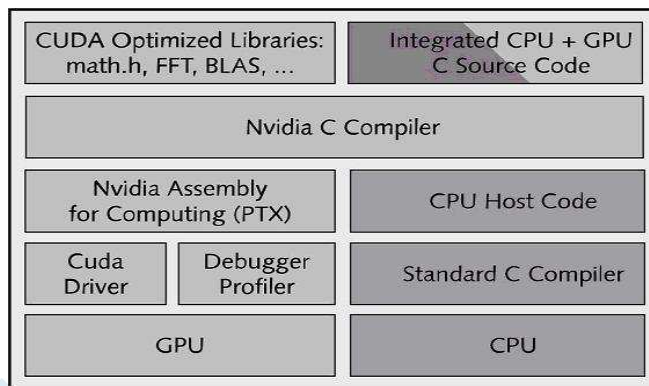 CUDA Optimized Libraries:
math.h, FFT, BLAS, ...
Integrated CPU + GPU
C Source Code
Nvidia C Compiler
Nvidia Assembly
for Computing (PTX)
CPU Host Code
Cuda
Driver
Debugger
Profiler
Standard C Compiler
GPU
CPU